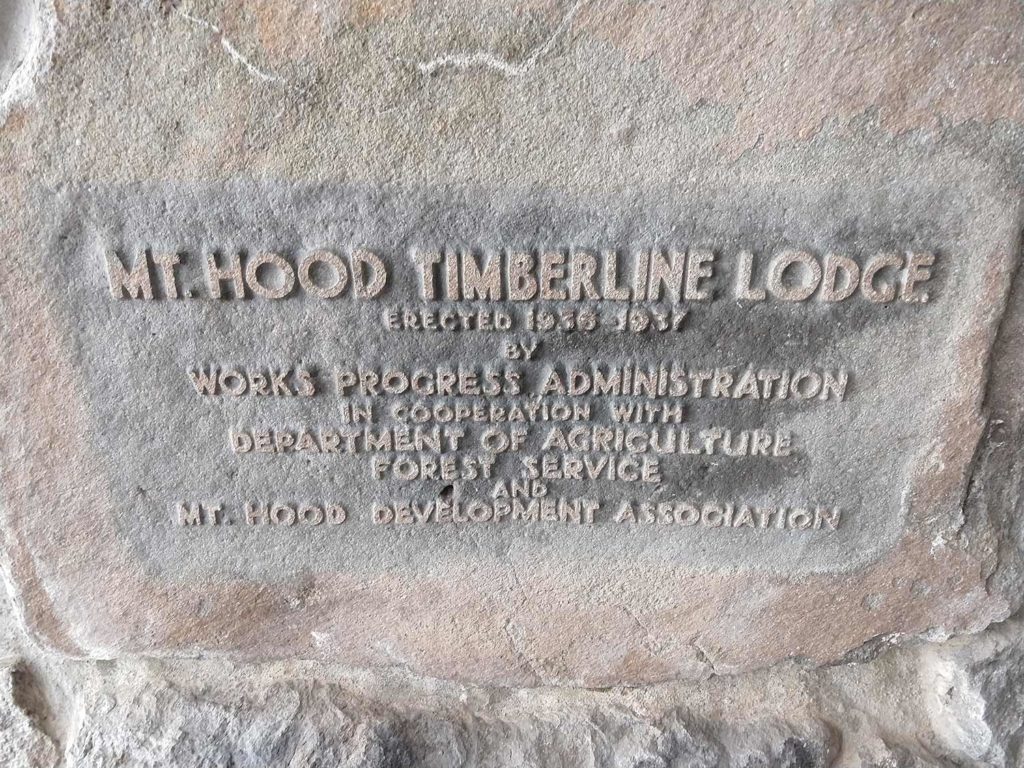 MT. HOOD TIMBERLINE LODGE
ERECTED 1936 1937
BY
WORKS PROGRESS ADMINISTRATION
IN COOPERATION WITH
DEPARTMENT OF AGRICULTURE
FOREST SERVICE
AND
MT. HOOD DEVELOPMENT ASSOCIATION